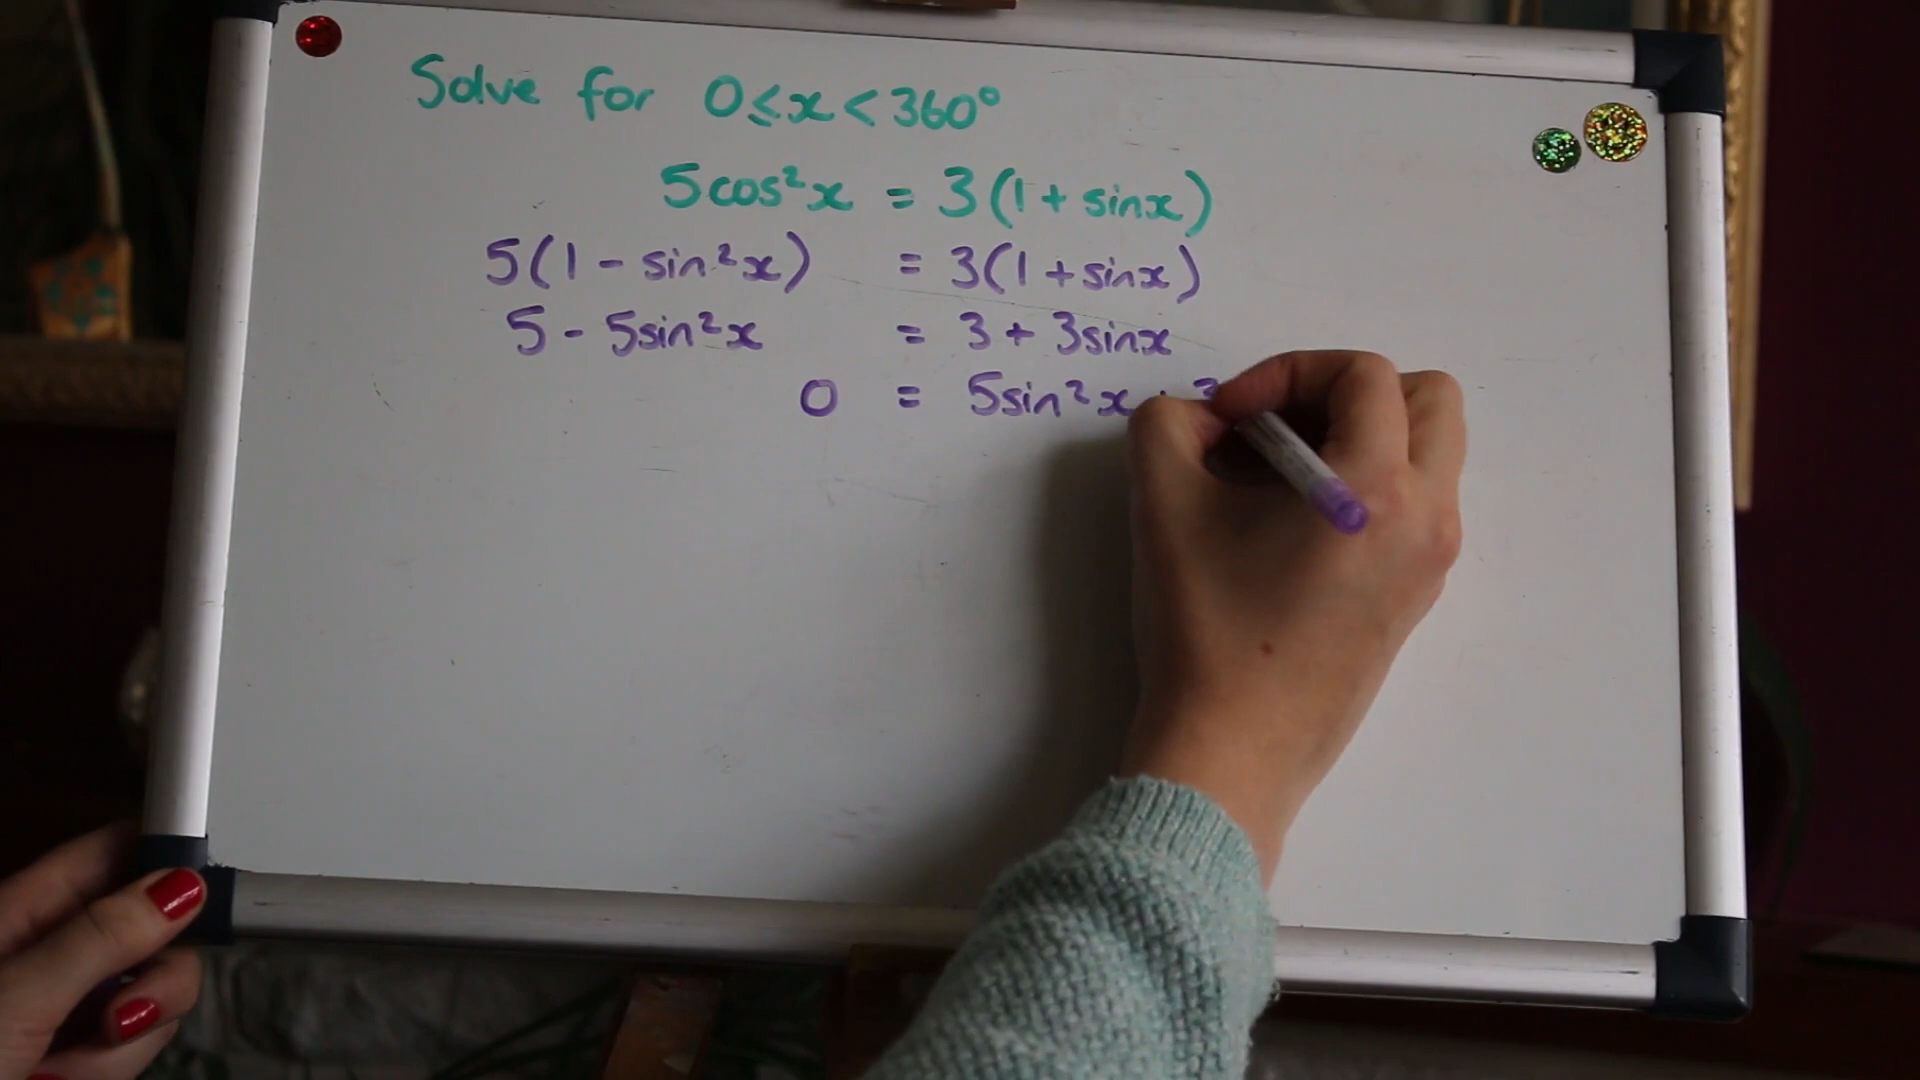 Solve for 0≤x<360°
5cos²x = 3(1+sinx)
5(1-sin²x) = 3(1+sinx)
5-5sin²x = 3+3sinx
0 = 5sin²x